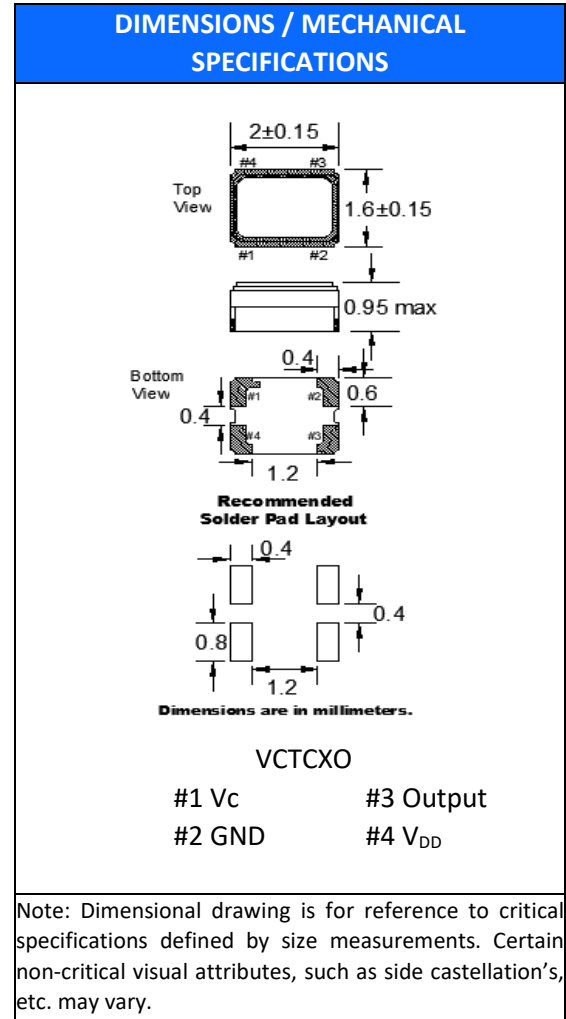 DIMENSIONS / MECHANICAL
SPECIFICATIONS
2±0.15
#4 #3
Top
View
1.6±0.15
#1 #2
0.95 max
0.4
Bottom
View
#1 #2
0.6
0.4
#4 #3
1.2
Recommended
Solder Pad Layout
0.4
0.4
0.8
1.2
Dimensions are in millimeters.
VCTCXO
#1 Vc #3 Output
#2 GND #4 VDD
Note: Dimensional drawing is for reference to critical
specifications defined by size measurements. Certain
non-critical visual attributes, such as side castellation’s,
etc. may vary.